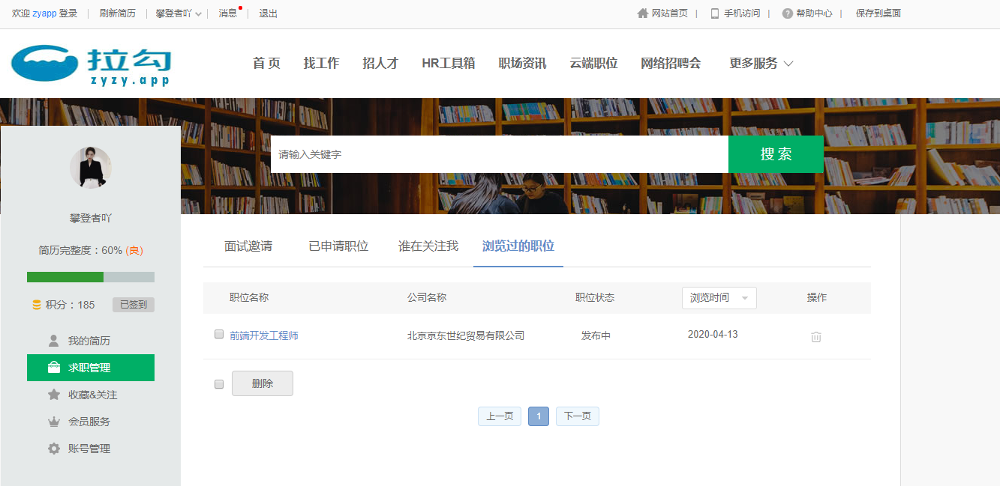 欢迎 zyapp 登录 | 刷新简历 | 攀登者吖 | 消息 | 退出
网站首页 | 手机访问 | 帮助中心 | 保存到桌面
拉勾
zyzy.app
首 页 找工作 招人才 HR工具箱 职场资讯 云端职位 网络招聘会 更多服务
请输入关键字 搜 索
攀登者吖
简历完整度：60% (良)
积分：185 已签到
我的简历
求职管理
收藏&关注
会员服务
账号管理
面试邀请 已申请职位 谁在关注我 浏览过的职位
职位名称 公司名称 职位状态 浏览时间 操作
前端开发工程师 北京京东世纪贸易有限公司 发布中 2020-04-13
删除
上一页 1 下一页